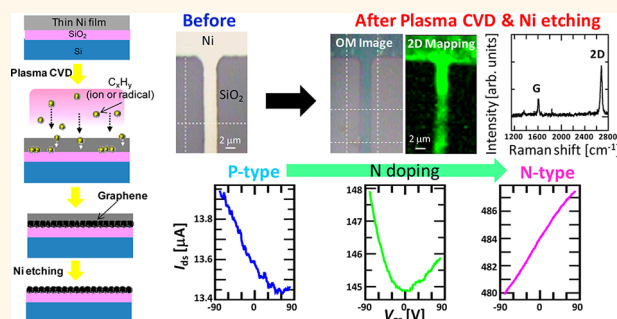 Thin Ni film
SiO2
Si
Plasma CVD
CxHy
(ion or radical)
Graphene
Ni etching
Before
Ni
SiO2
2 μm
After Plasma CVD & Ni etching
OM Image
2D Mapping
2 μm
2 μm
Intensity [arb. units]
G
2D
1200 1600 2000 2400 2800
Raman shift [cm-1]
P-type
N doping
N-type
Ids [μA]
13.8
13.6
13.4
-90 0 90
148
147
146
145
-90 0 90
486
484
482
480
-90 0 90
[V]